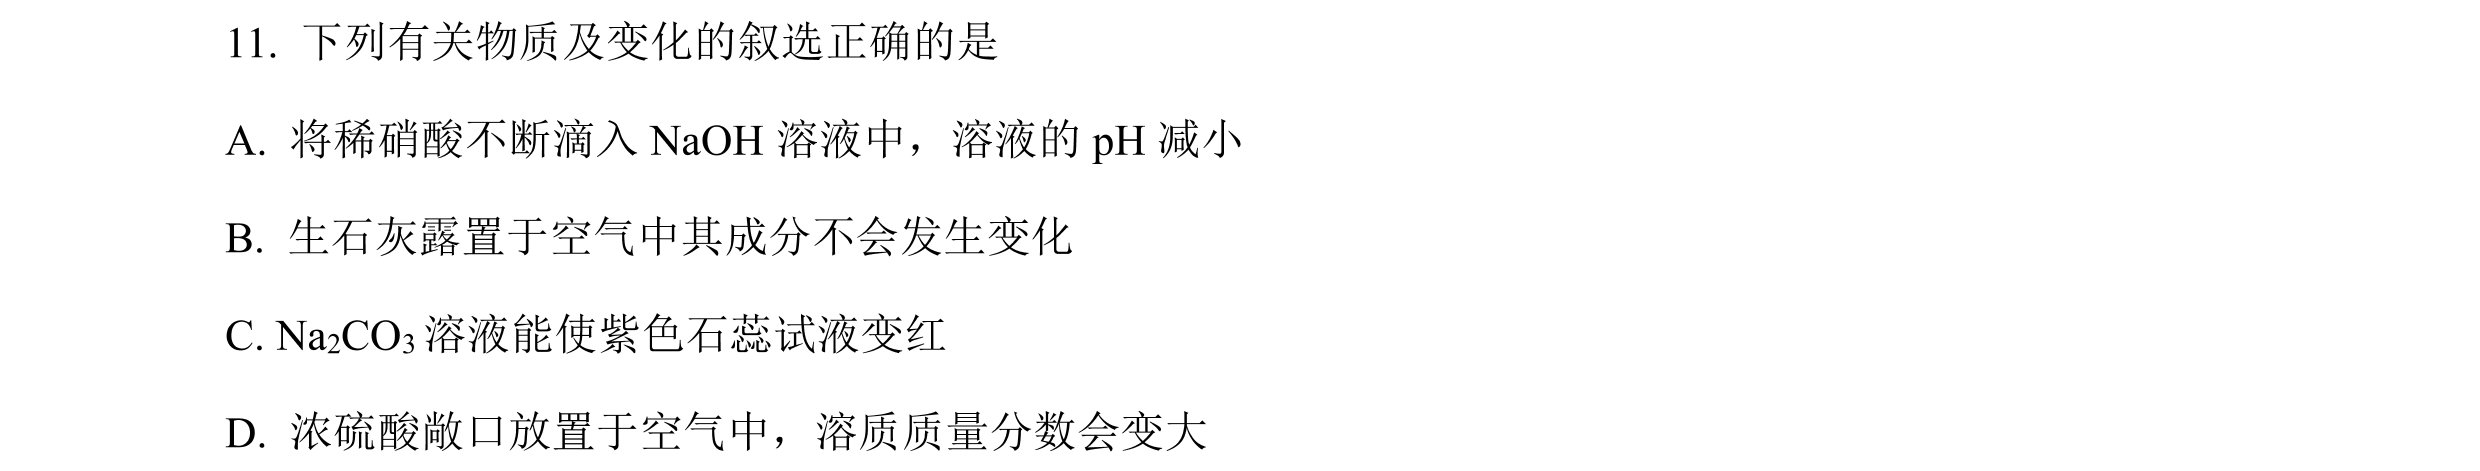 11. 下列有关物质及变化的叙选正确的是
A. 将稀硝酸不断滴入 NaOH 溶液中，溶液的 pH 减小
B. 生石灰露置于空气中其成分不会发生变化
C. Na₂CO₃ 溶液能使紫色石蕊试液变红
D. 浓硫酸敞口放置于空气中，溶质质量分数会变大